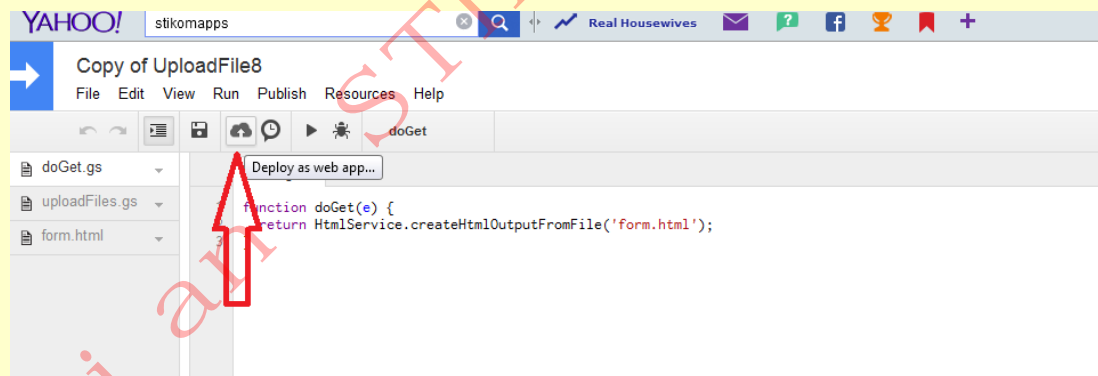 YAHOO! stikomapps Real Housewives
Copy of UploadFile8
File Edit View Run Publish Resources Help
doGet
doGet.gs
Deploy as web app...
uploadFiles.gs
function doGet(e) {
return HtmlService.createHtmlOutputFromFile('form.html');
form.html
3